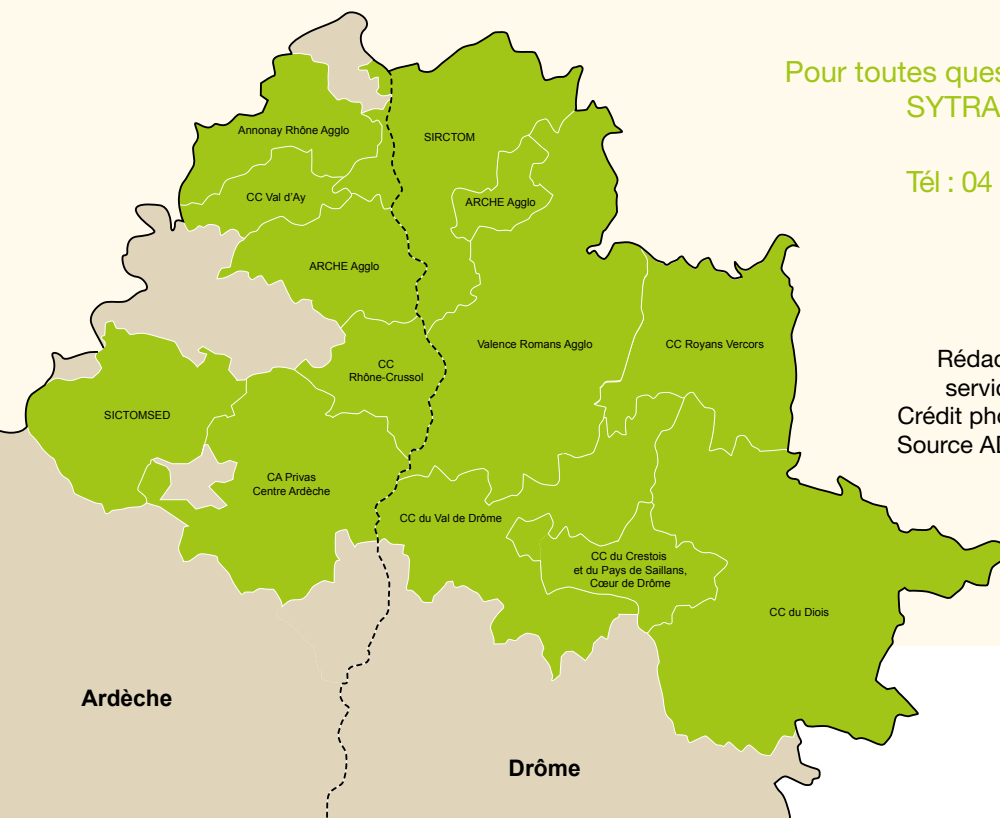 Pour toutes ques
SYTRA
Tél : 04
Annonay Rhône Agglo
SIRCTOM
CC Val d'Ay
ARCHE Agglo
ARCHE Agglo
Valence Romans Agglo
CC Royans Vercors
CC
Rhône-Crussol
SICTOMSED
CA Privas
Centre Ardèche
CC du Val de Drôme
CC du Crestois
et du Pays de Saillans,
Cœur de Drôme
CC du Diois
Ardèche
Drôme
Rédac
servic
Crédit pho
Source AD